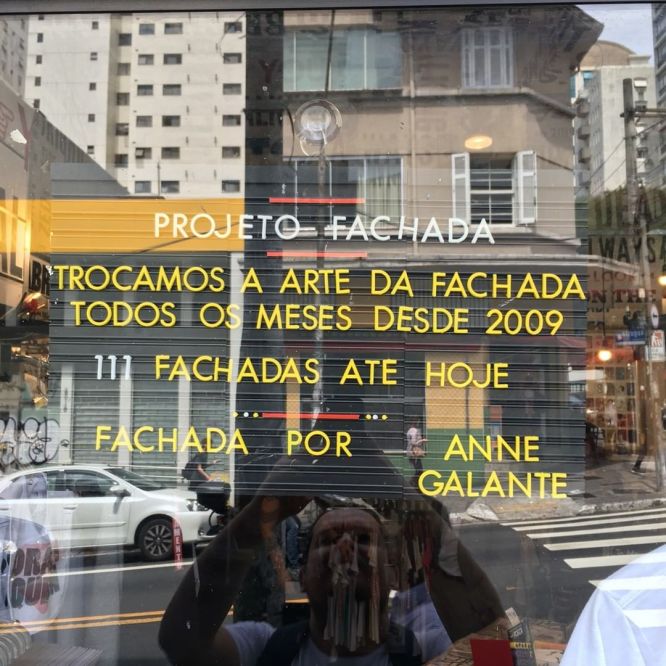 PROJETO FACHADA
TROCAMOS A ARTE DA FACHADA
TODOS OS MESES DESDE 2009
111 FACHADAS ATE HOJE
FACHADA POR ANNE
GALANTE